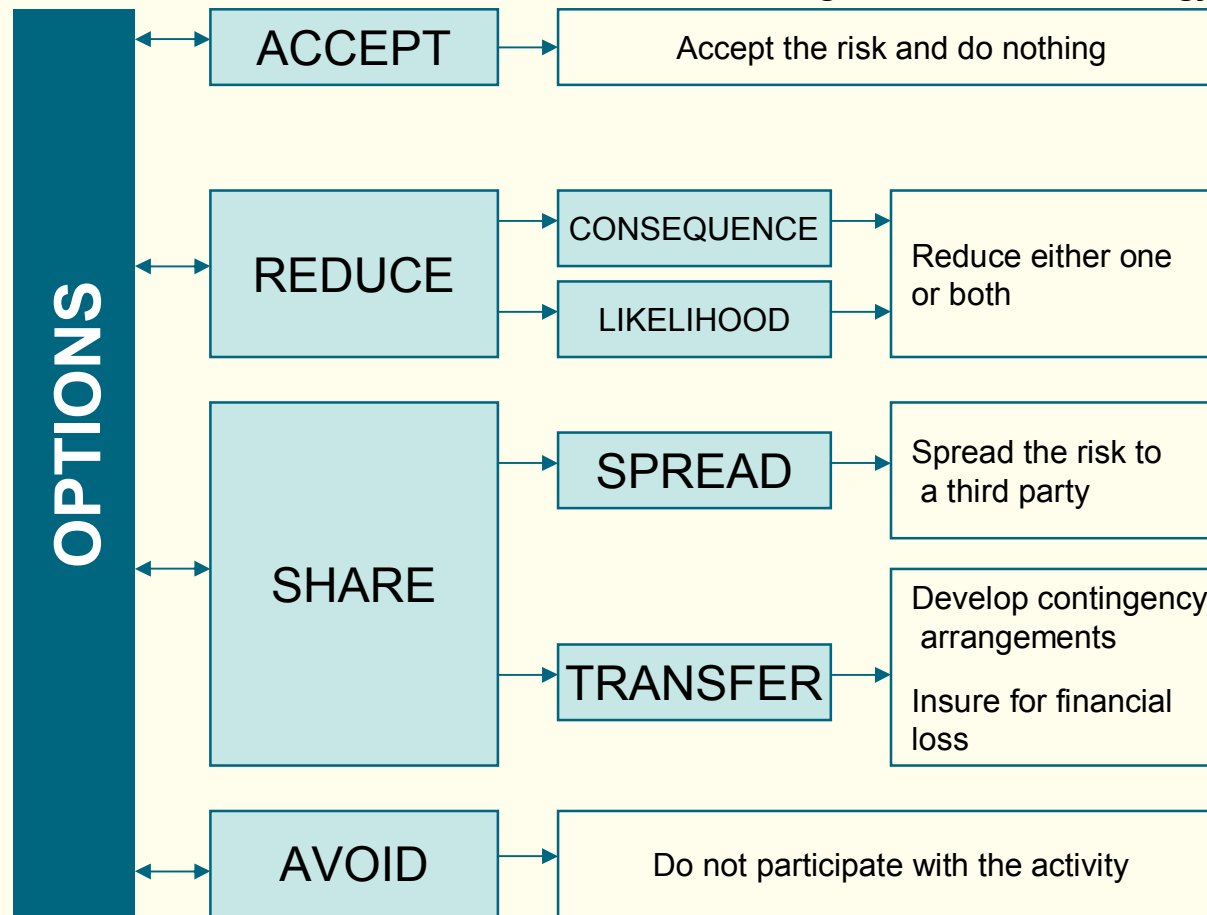 OPTIONS
ACCEPT
Accept the risk and do nothing
REDUCE
CONSEQUENCE
LIKELIHOOD
Reduce either one
or both
SHARE
SPREAD
Spread the risk to
a third party
TRANSFER
Develop contingency
arrangements
Insure for financial
loss
AVOID
Do not participate with the activity